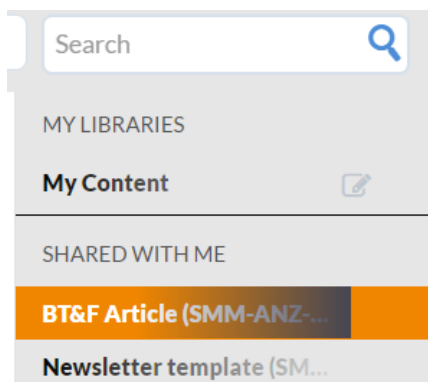 Search
MY LIBRARIES
My Content
SHARED WITH ME
BT&F Article (SMM-ANZ-...
Newsletter template (SM...